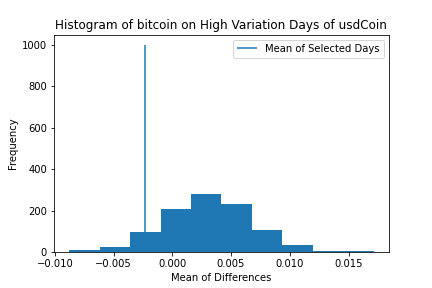 Histogram of bitcoin on High Variation Days of usdCoin
Mean of Selected Days
1000
800
600
400
200
0
Frequency
−0.010 −0.005 0.000 0.005 0.010 0.015
Mean of Differences